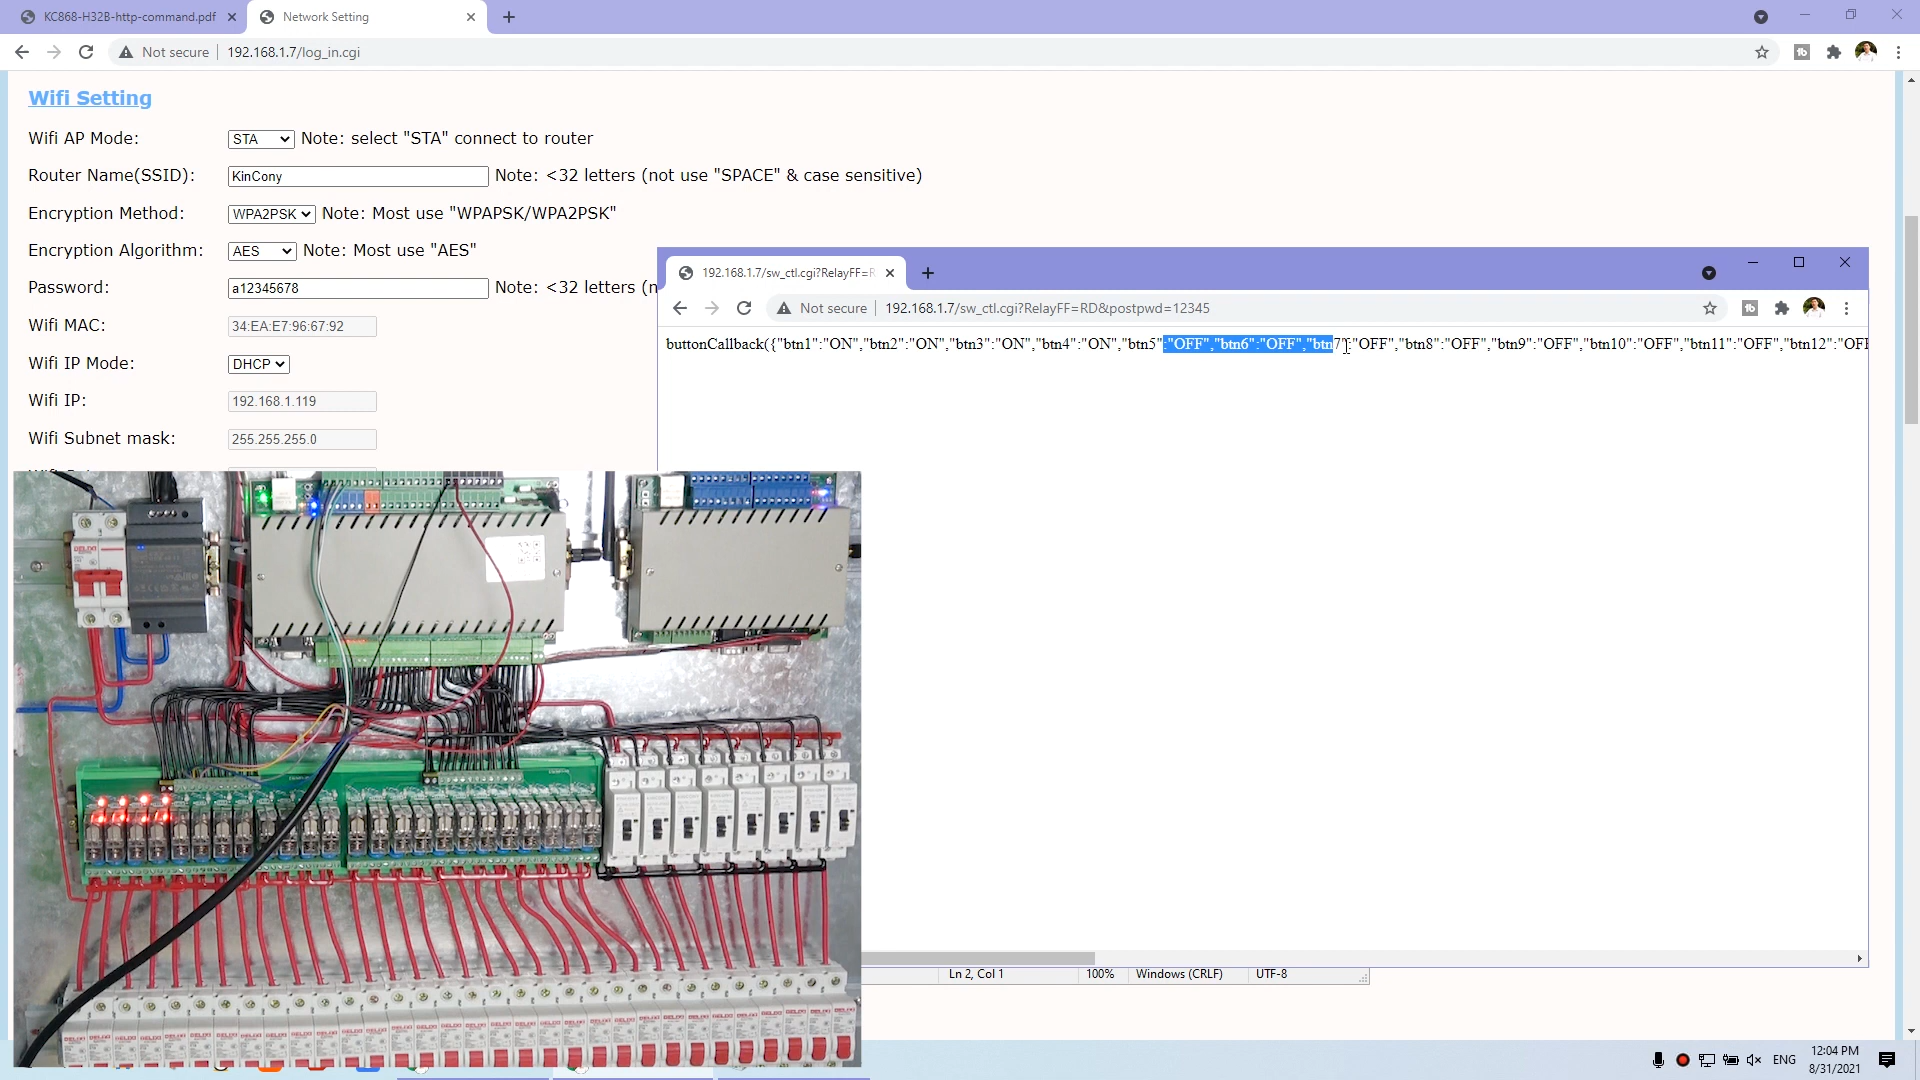 KC868-H32B-http-command.pdf
Network Setting
Not secure
192.168.1.7/log_in.cgi
Wifi Setting
Wifi AP Mode:
STA
Note: select "STA" connect to router
Router Name(SSID):
KinCony
Note: <32 letters (not use "SPACE" & case sensitive)
Encryption Method:
WPA2PSK
Note: Most use "WPAPSK/WPA2PSK"
Encryption Algorithm:
AES
Note: Most use "AES"
Password:
a12345678
Note: <32 letters (n
Wifi MAC:
34:EA:E7:96:67:92
Wifi IP Mode:
DHCP
Wifi IP:
192.168.1.119
Wifi Subnet mask:
255.255.255.0
192.168.1.7/sw_ctl.cgi?RelayFF=R
Not secure
192.168.1.7/sw_ctl.cgi?RelayFF=RD&postpwd=12345
buttonCallback({"btn1":"ON","btn2":"ON","btn3":"ON","btn4":"ON","btn5":"OFF","btn6":"OFF","btn7":"OFF","btn8":"OFF","btn9":"OFF","btn10":"OFF","btn11":"OFF","btn12":"OFF
Ln 2, Col 1
100%
Windows (CRLF)
UTF-8
ENG
12:04 PM
8/31/2021